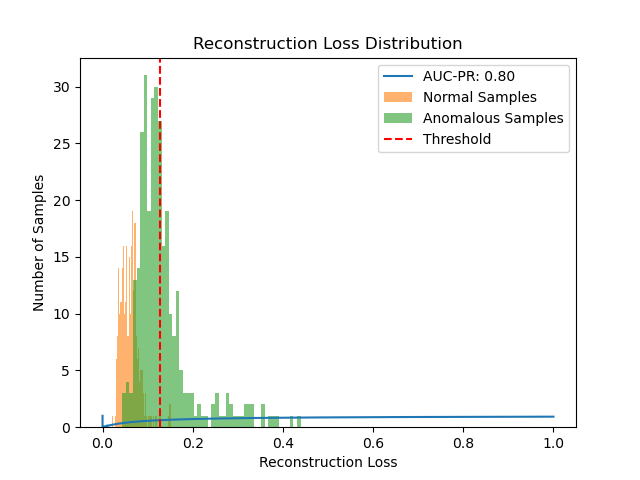 Reconstruction Loss Distribution
AUC-PR: 0.80
Normal Samples
Anomalous Samples
Threshold
Number of Samples
30
25
20
15
10
5
0
0.0 0.2 0.4 0.6 0.8 1.0
Reconstruction Loss